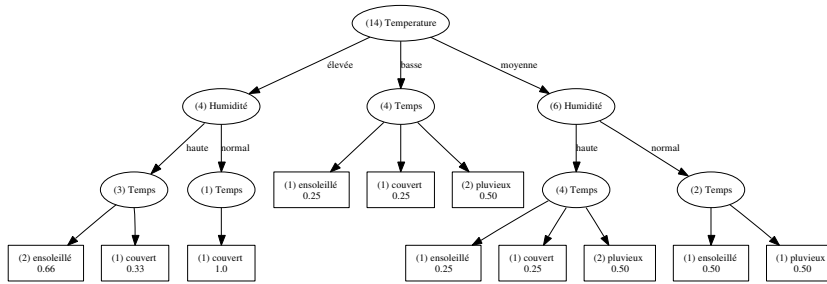 (14) Temperature
élevée
basse
moyenne
(4) Humidité
(4) Temps
(6) Humidité
haute
normal
haute
normal
(3) Temps
(1) Temps
(1) ensoleillé
0.25
(1) couvert
0.25
(2) pluvieux
0.50
(4) Temps
(2) Temps
(2) ensoleillé
0.66
(1) couvert
0.33
(1) couvert
1.0
(1) ensoleillé
0.25
(1) couvert
0.25
(2) pluvieux
0.50
(1) ensoleillé
0.50
(1) pluvieux
0.50